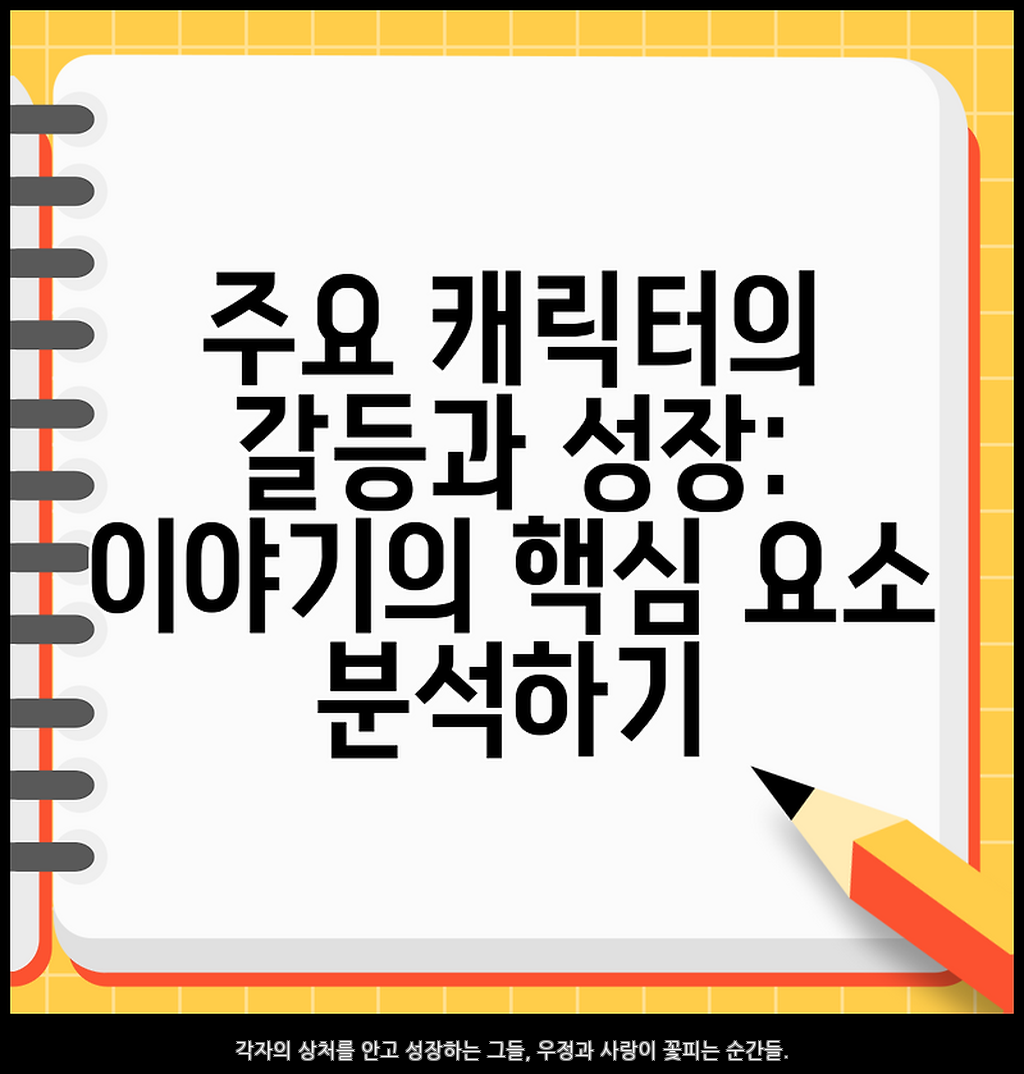 주요 캐릭터의
갈등과 성장:
이야기의 핵심 요소
분석하기
각자의 상처를 안고 성장하는 그들, 우정과 사랑이 꽃피는 순간들.